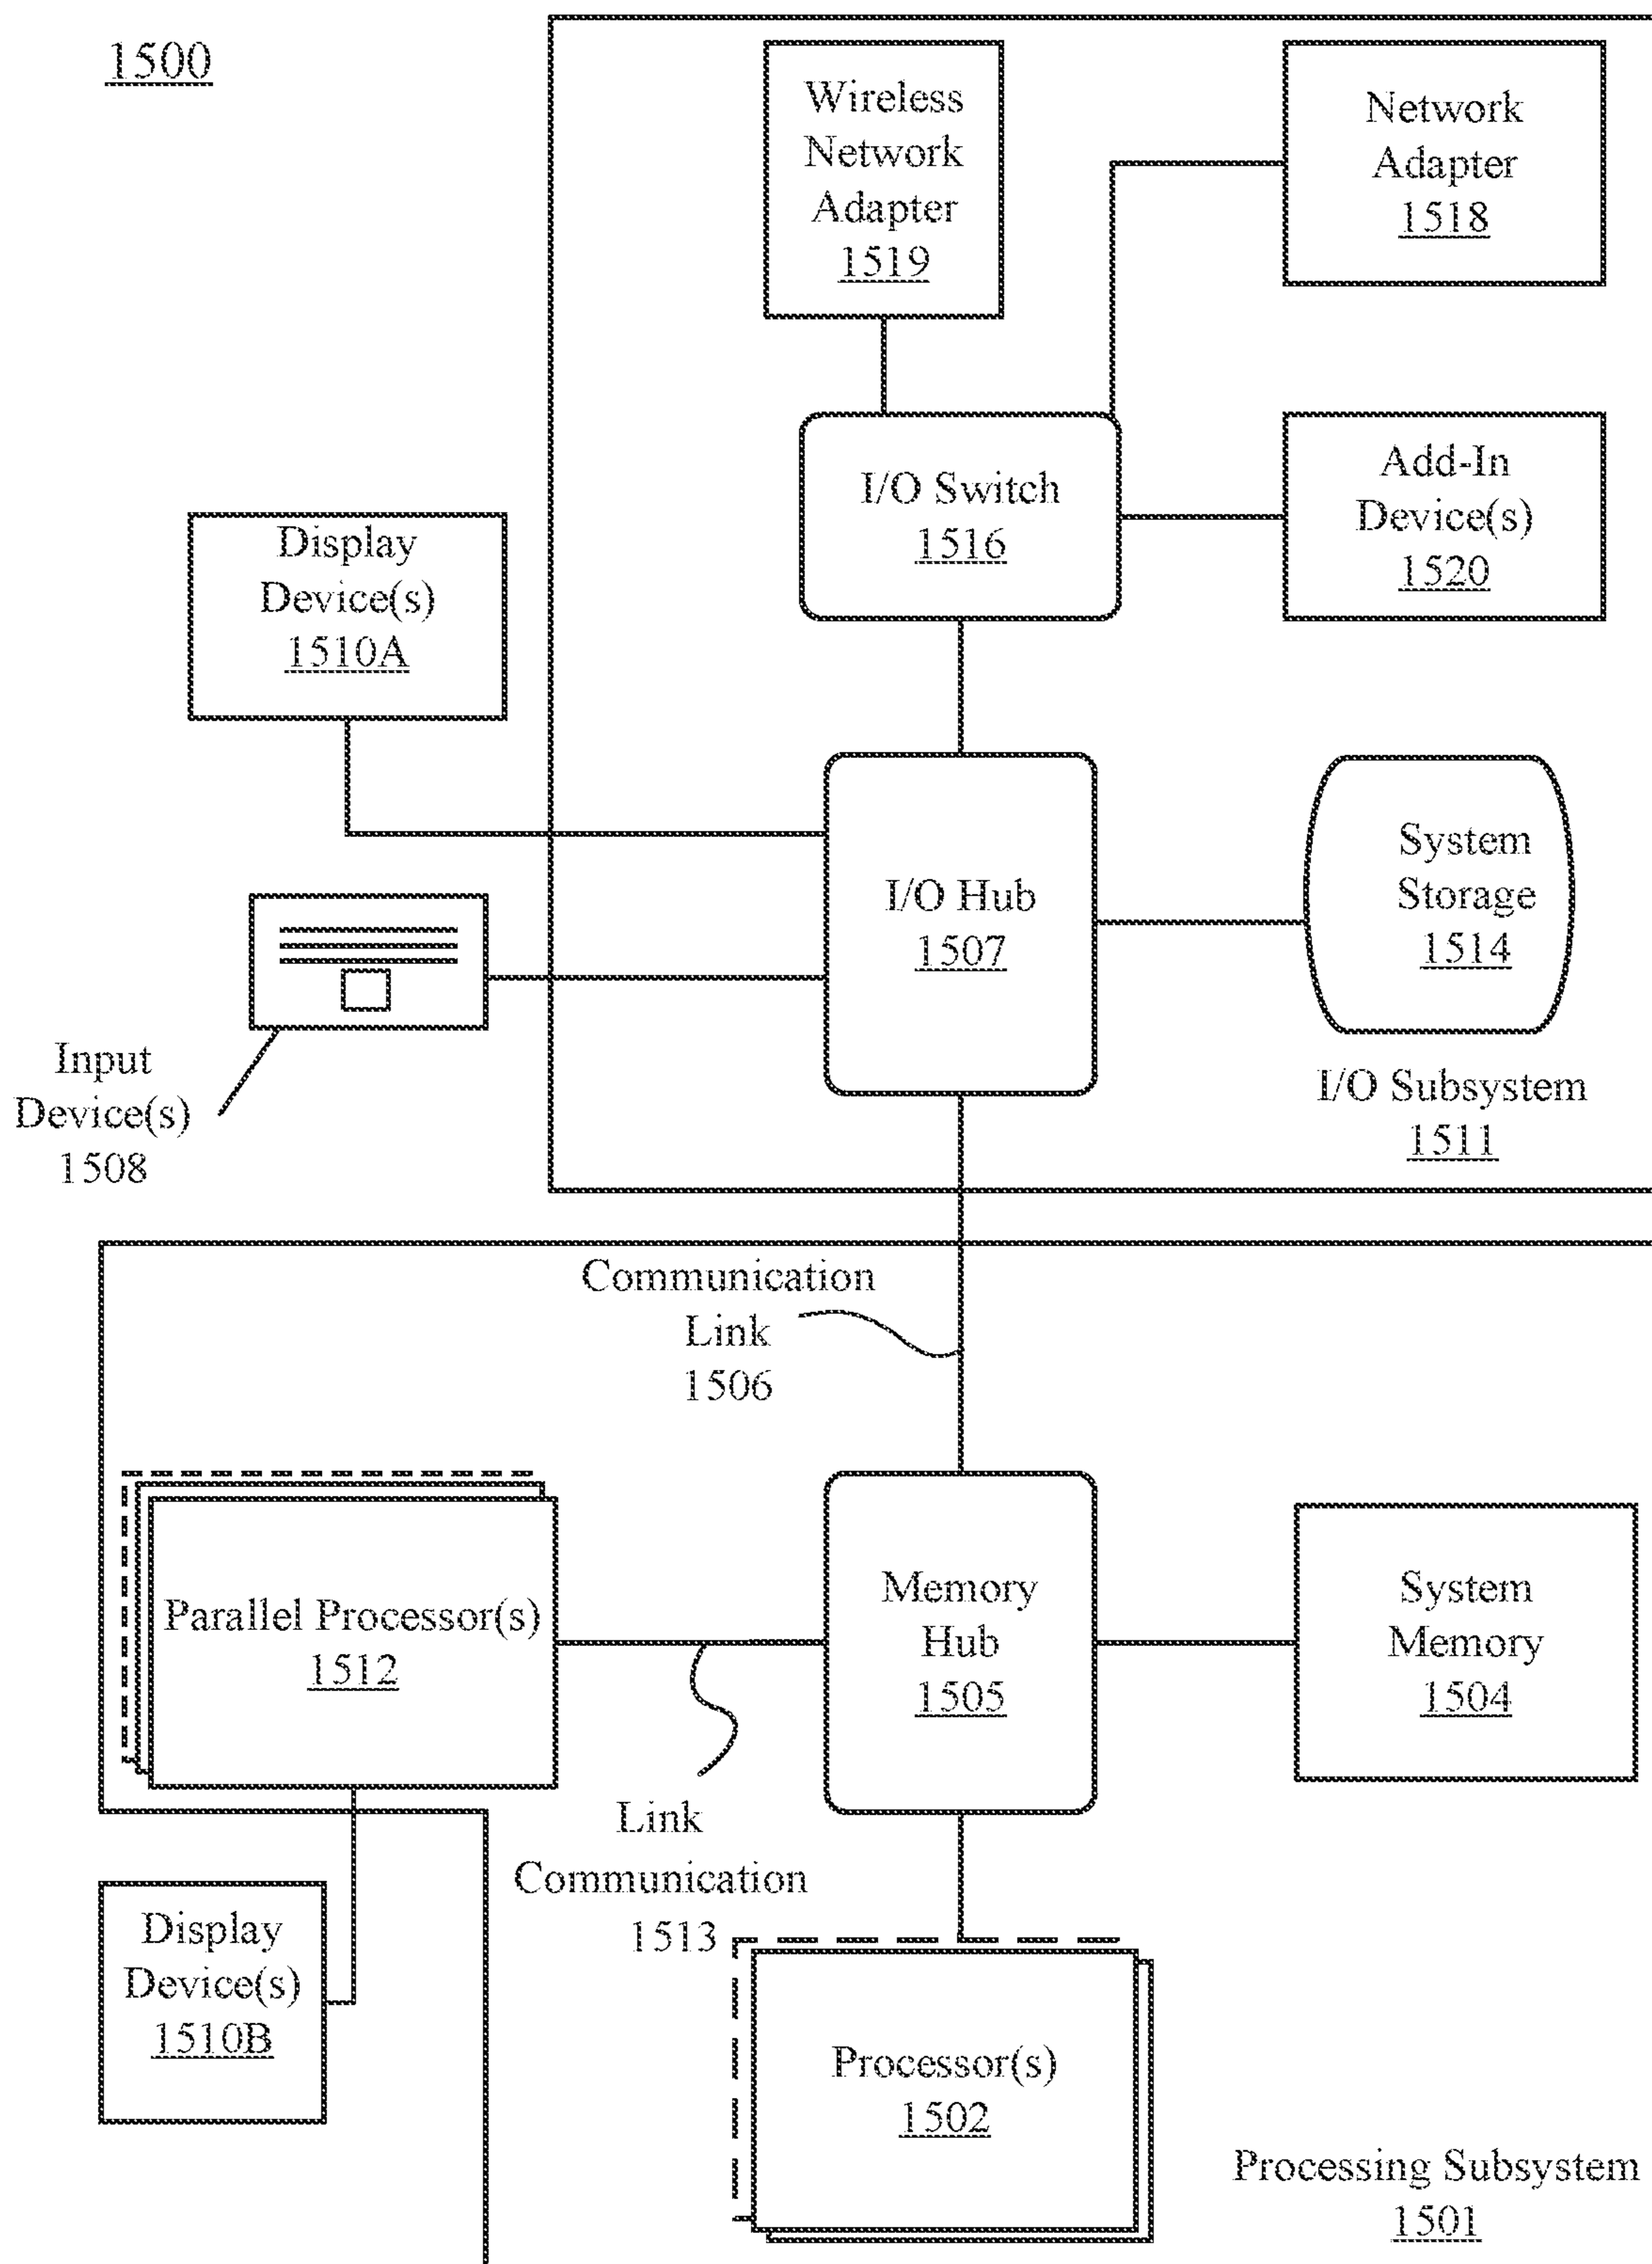 1500
Wireless
Network
Adapter
1519
Network
Adapter
1518
I/O Switch
1516
Add-In
Device(s)
1520
Display
Device(s)
1510A
I/O Hub
1507
System
Storage
1514
Input
Device(s)
1508
I/O Subsystem
1511
Communication
Link
1506
Parallel Processor(s)
1512
Memory
Hub
1505
System
Memory
1504
Link
Communication
1513
Display
Device(s)
1510B
Processor(s)
1502
Processing Subsystem
1501